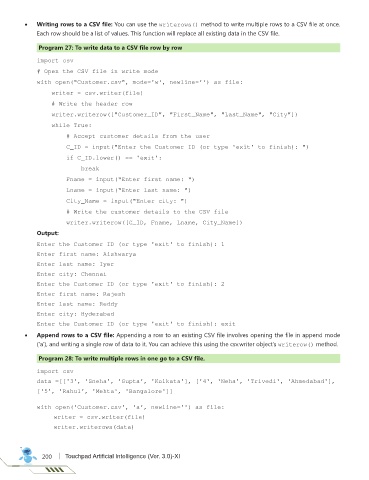 • Writing rows to a CSV file: You can use the writerows() method to write multiple rows to a CSV file at once.
Each row should be a list of values. This function will replace all existing data in the CSV file.
Program 27: To write data to a CSV file row by row
import csv
# Open the CSV file in write mode
with open("Customer.csv", mode='w', newline='') as file:
writer = csv.writer(file)
# Write the header row
writer.writerow(["Customer_ID", "First_Name", "Last_Name", "City"])
while True:
# Accept customer details from the user
C_ID = input("Enter the Customer ID (or type 'exit' to finish): ")
if C_ID.lower() == 'exit':
break
Fname = input("Enter first name: ")
Lname = input("Enter last name: ")
City_Name = input("Enter city: ")
# Write the customer details to the CSV file
writer.writerow([C_ID, Fname, Lname, City_Name])
Output:
Enter the Customer ID (or type 'exit' to finish): 1
Enter first name: Aishwarya
Enter last name: Iyer
Enter city: Chennai
Enter the Customer ID (or type 'exit' to finish): 2
Enter first name: Rajesh
Enter last name: Reddy
Enter city: Hyderabad
Enter the Customer ID (or type 'exit' to finish): exit
• Append rows to a CSV file: Appending a row to an existing CSV file involves opening the file in append mode
('a'), and writing a single row of data to it. You can achieve this using the csv.writer object's writerow() method.
Program 28: To write multiple rows in one go to a CSV file.
import csv
data =[['3', 'Sneha', 'Gupta', 'Kolkata'], ['4', 'Neha', 'Trivedi', 'Ahmedabad'],
['5', 'Rahul', 'Mehta', 'Bangalore']]
with open('Customer.csv', 'a', newline='') as file:
writer = csv.writer(file)
writer.writerows(data)
200 | Touchpad Artificial Intelligence (Ver. 3.0)-XI